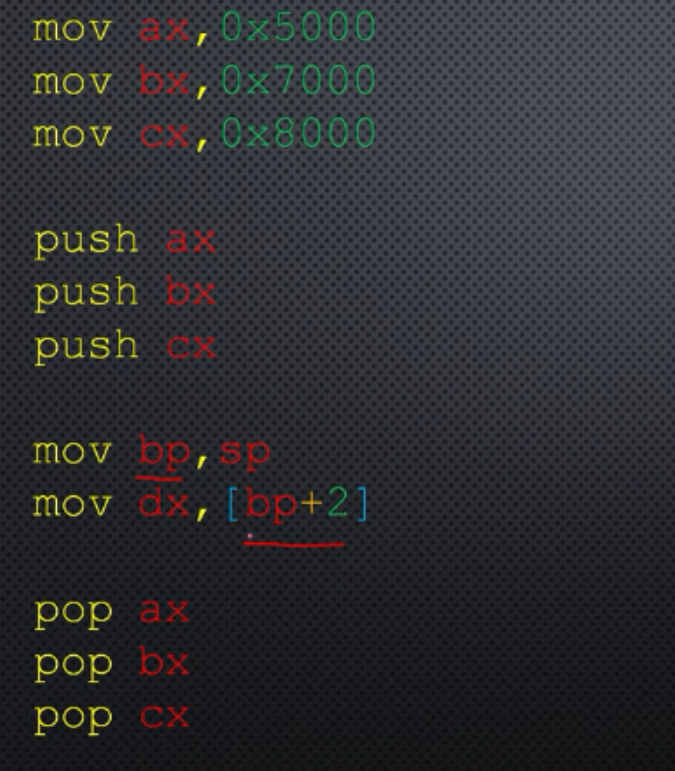 mov ax,0x5000
mov bx,0x7000
mov cx,0x8000
push ax
push bx
push cx
mov bp,sp
mov dx,[bp+2]
pop ax
pop bx
pop cx